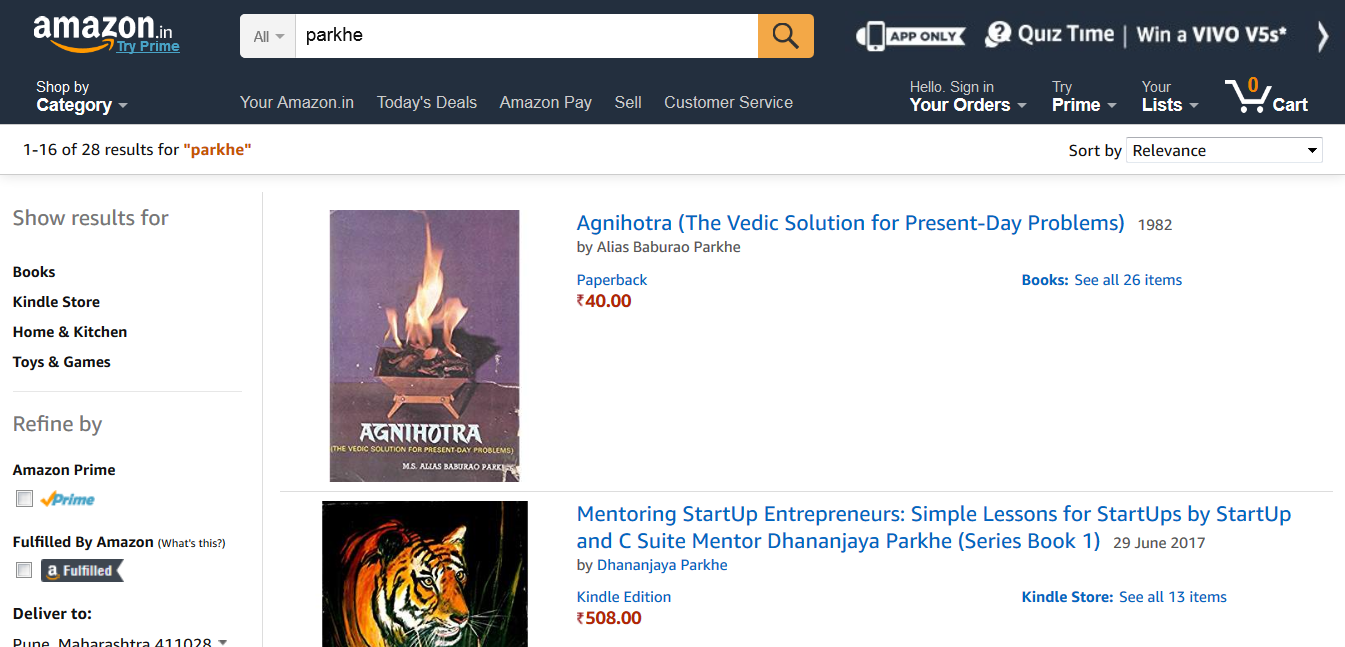 amazon.in
Try Prime
All
parkhe
APP ONLY
Quiz Time | Win a VIVO V5s*
Shop by
Category
Your Amazon.in
Today's Deals
Amazon Pay
Sell
Customer Service
Hello. Sign in
Your Orders
Try
Prime
Your
Lists
0
Cart
1-16 of 28 results for "parkhe"
Sort by
Relevance
Show results for
Books
Kindle Store
Home & Kitchen
Toys & Games
Refine by
Amazon Prime
Prime
Fulfilled By Amazon (What's this?)
a Fulfilled
Deliver to:
Pune, Maharashtra 411028
AGNIHOTRA
(THE VEDIC SOLUTION FOR PRESENT-DAY PROBLEMS)
M.S. ALIAS BABURAO PARKHE
Agnihotra (The Vedic Solution for Present-Day Problems) 1982
by Alias Baburao Parkhe
Paperback
₹40.00
Books: See all 26 items
Mentoring StartUp Entrepreneurs: Simple Lessons for StartUps by StartUp
and C Suite Mentor Dhananjaya Parkhe (Series Book 1) 29 June 2017
by Dhananjaya Parkhe
Kindle Edition
₹508.00
Kindle Store: See all 13 items